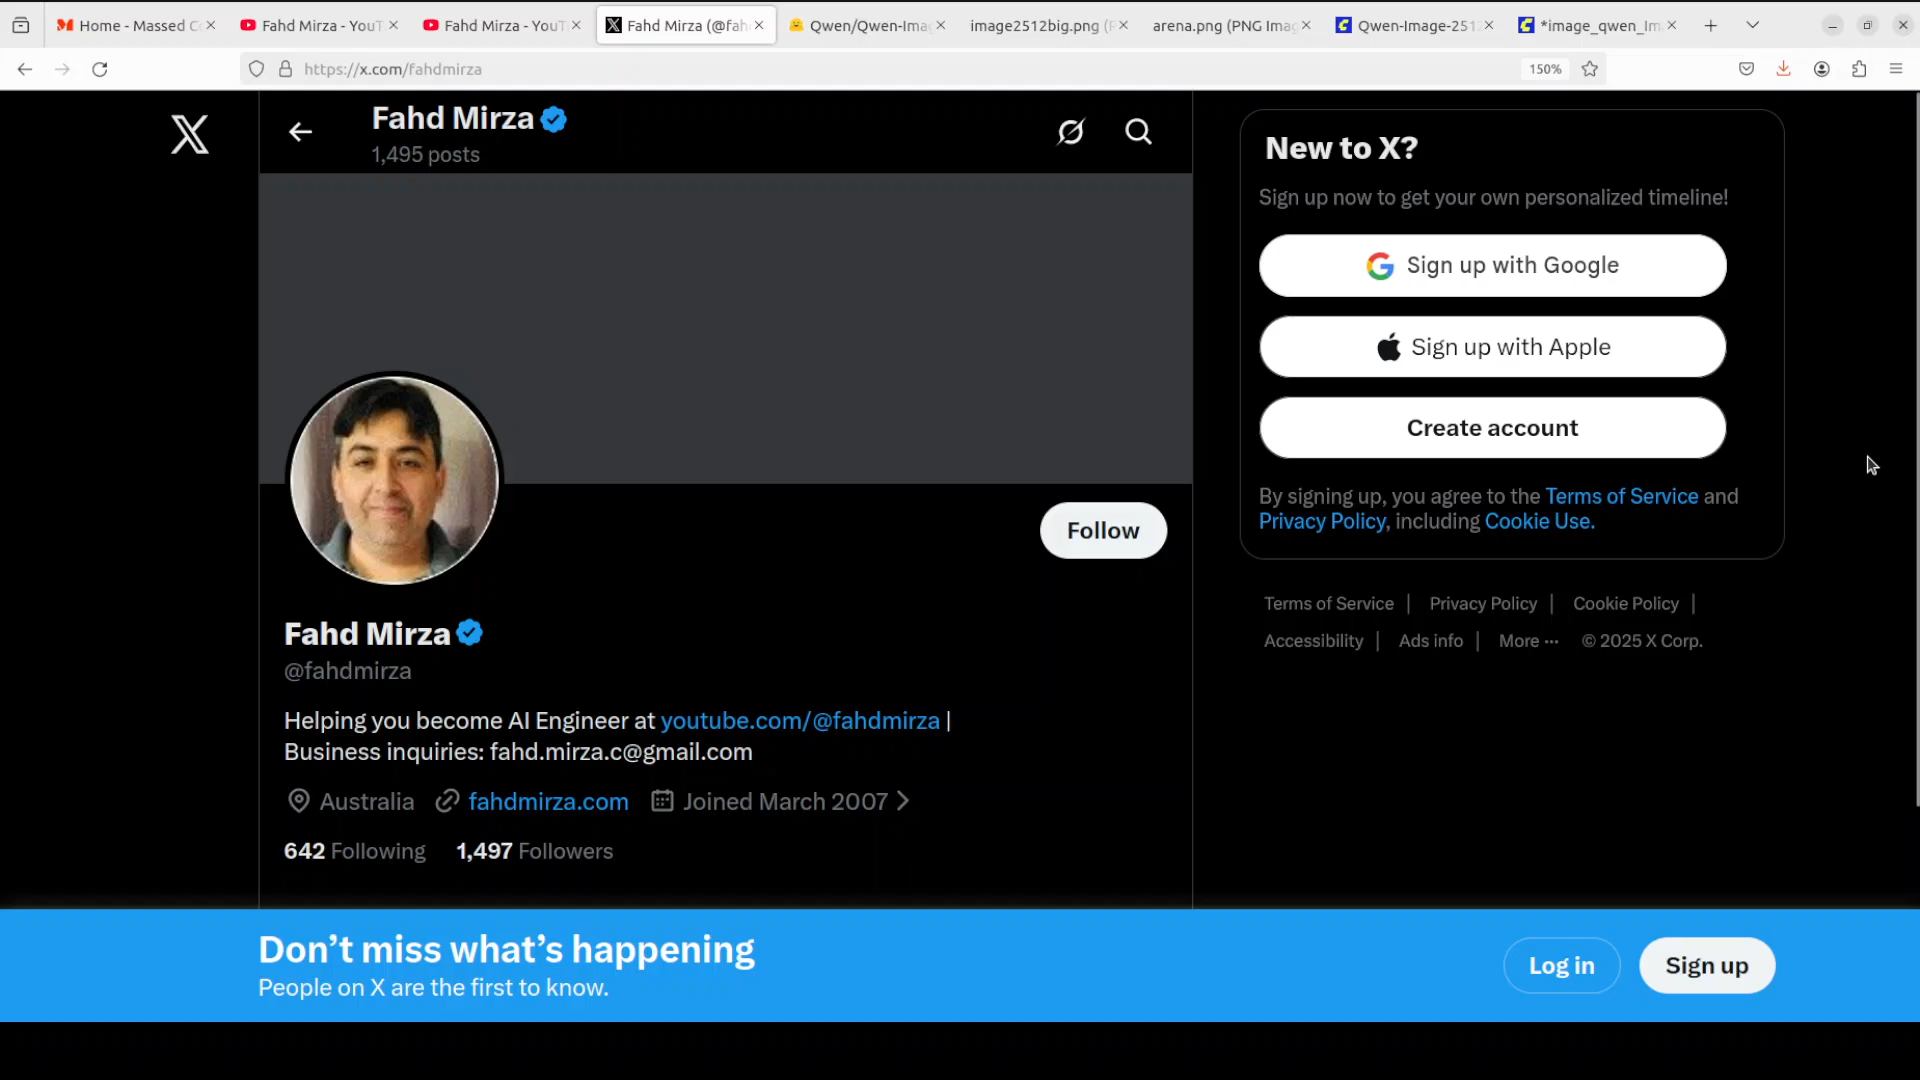 Home - Massed C
Fahd Mirza - YouT
Fahd Mirza - YouT
Fahd Mirza (@fah
Qwen/Qwen-Ima
image2512big.png (P
arena.png (PNG Imag
Qwen-Image-251
*image_qwen_Im
https://x.com/fahdmirza
150%
Fahd Mirza
1,495 posts
New to X?
Sign up now to get your own personalized timeline!
Sign up with Google
Sign up with Apple
Create account
By signing up, you agree to the Terms of Service and
Privacy Policy, including Cookie Use.
Follow
Terms of Service | Privacy Policy | Cookie Policy |
Accessibility | Ads info | More ··· © 2025 X Corp.
Fahd Mirza
@fahdmirza
Helping you become AI Engineer at youtube.com/@fahdmirza |
Business inquiries: fahd.mirza.c@gmail.com
Australia fahdmirza.com Joined March 2007
642 Following 1,497 Followers
Don’t miss what’s happening
People on X are the first to know.
Log in
Sign up